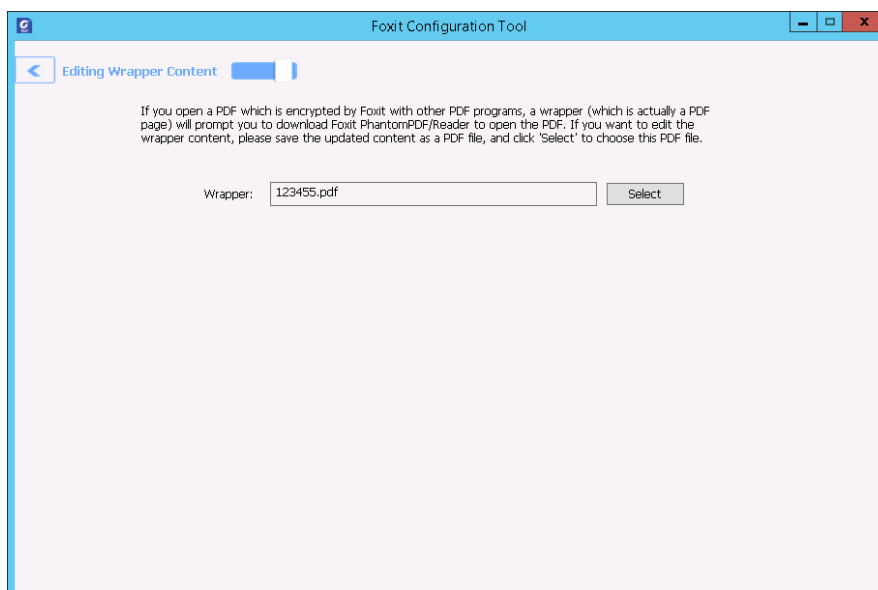 Foxit Configuration Tool
Editing Wrapper Content
If you open a PDF which is encrypted by Foxit with other PDF programs, a wrapper (which is actually a PDF
page) will prompt you to download Foxit PhantomPDF/Reader to open the PDF. If you want to edit the
wrapper content, please save the updated content as a PDF file, and click 'Select' to choose this PDF file.
Wrapper: 123455.pdf Select